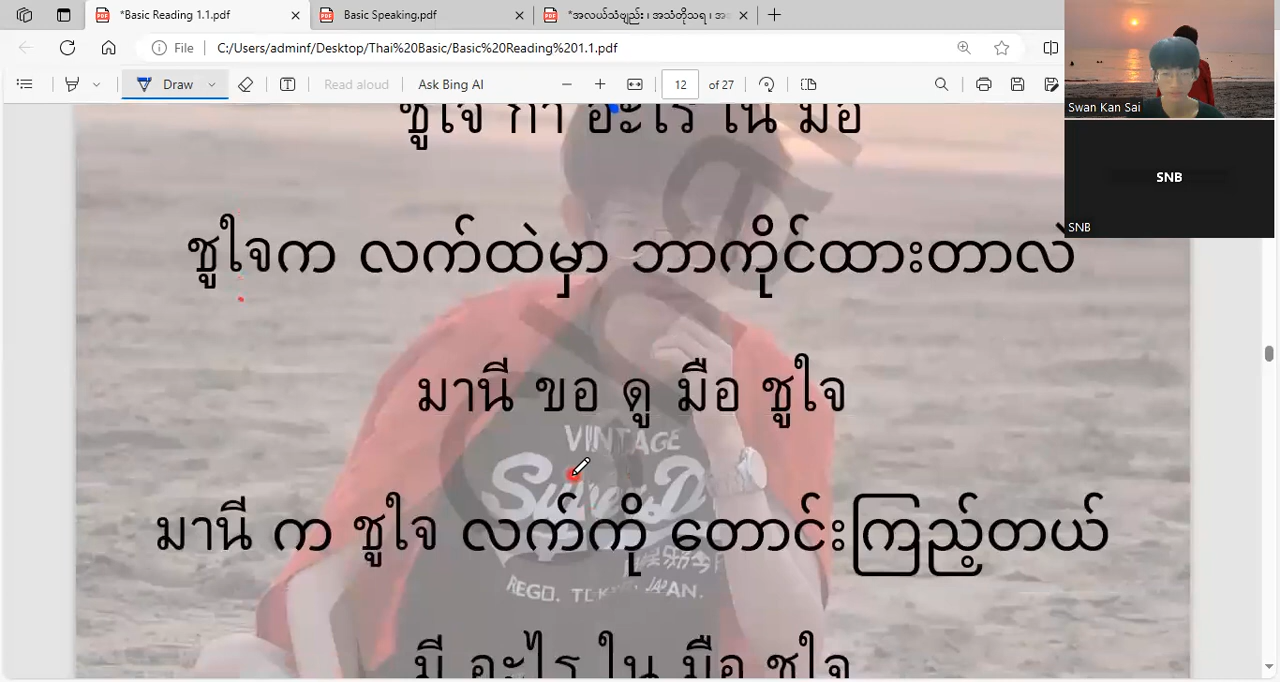 *Basic Reading 1.1.pdf
Basic Speaking.pdf
File C:/Users/adminf/Desktop/Thai%20Basic/Basic%20Reading%201.1.pdf
Draw Read aloud Ask Bing AI 12 of 27
Swan Kan Sai
SNB
SNB
ชูใจ กำ อะไร ใน มือ
ชูใจက လက်ထဲမှာ ဘာကိုင်ထားတာလဲ
มานี ขอ ดู มือ ชูใจ
VINTAGE
มานี က ชูใจ လက်ကို တောင်းကြည့်တယ်
REGD. JAPAN.
มี อะไร ใน มือ ชูใจ